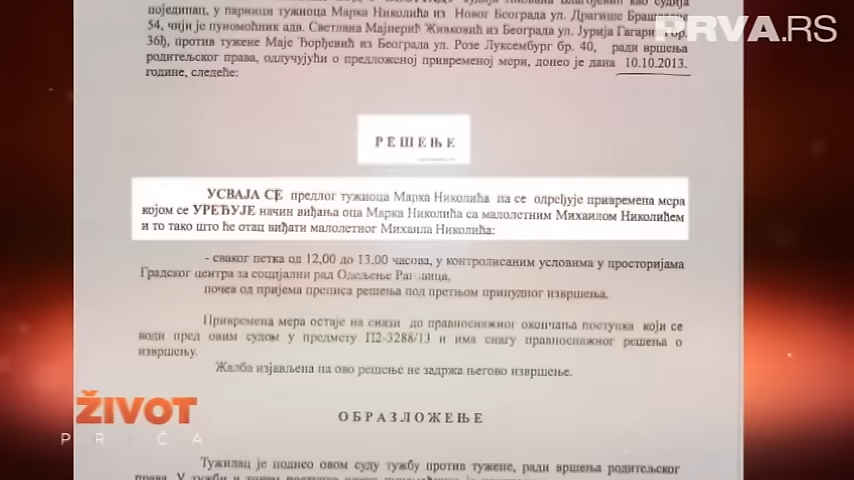 појединац, у парници тужиоца Марка Николића из Новог Београда ул. Драгише
54, чији је пуномоћник адв. Светлана Мајнерић Живковић из Београда ул. Јурија
36ђ, против тужене Маје Ђорђевић из Београда ул. Розе Луксембург бр. 40, ради вршења
родитељског права, одлучујући о предложеној привременој мери, донео је дана 10.10.2013.
године, следеће:
PRVA.RS
РЕШЕЊЕ
УСВАЈА СЕ предлог тужиоца Марка Николића па се одређује привремена мера
којом се УРЕЂУЈЕ начин виђања оца Марка Николића са малолетним Михаилом Николићем
и то тако што ће отац виђати малолетног Михаила Николића:
- сваког петка од 12,00 до 13,00 часова, у контролисаним условима у просторијама
Градског центра за социјални рад Одељење Раковица,
почев од пријема преписа решења под претњом принудног извршења.
Привремена мера остаје на снази до правноснажног окончања поступка који се
води пред овим судом у предмету П2-3288/13 и има снагу правноснажног решења о
извршењу.
Жалба изјављена на ово решење не задржа његово извршење.
ŽIVOT
PRIČA
ОБРАЗЛОЖЕЊЕ
Тужилац је поднео овом суду тужбу против тужене, ради вршења родитељског
права. У тужби и